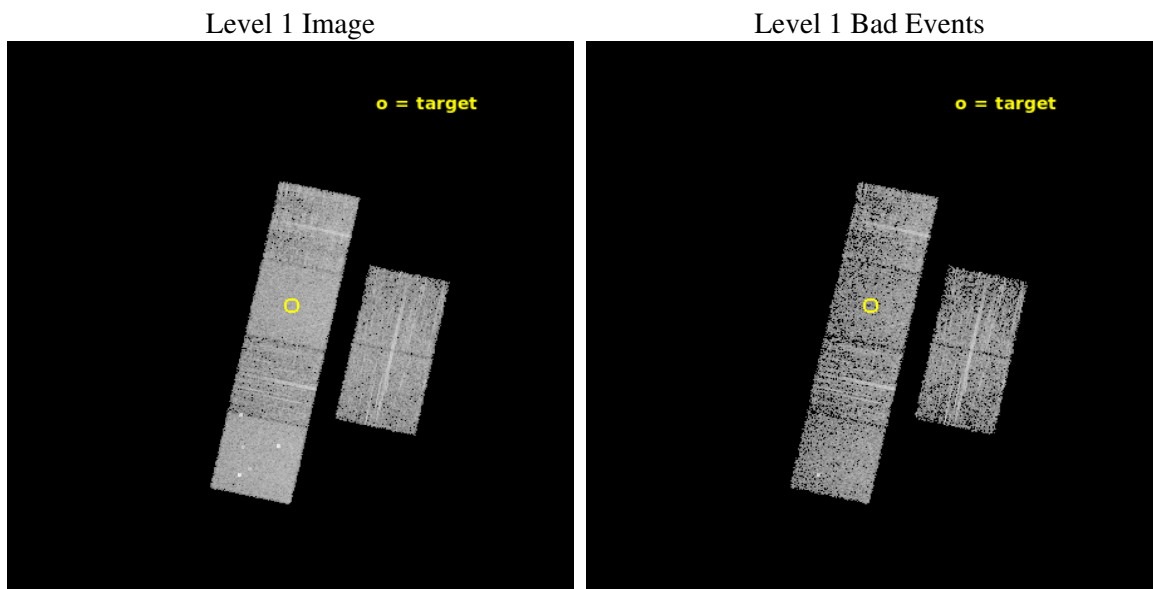 Level 1 Image
Level 1 Bad Events
o = target
o = target